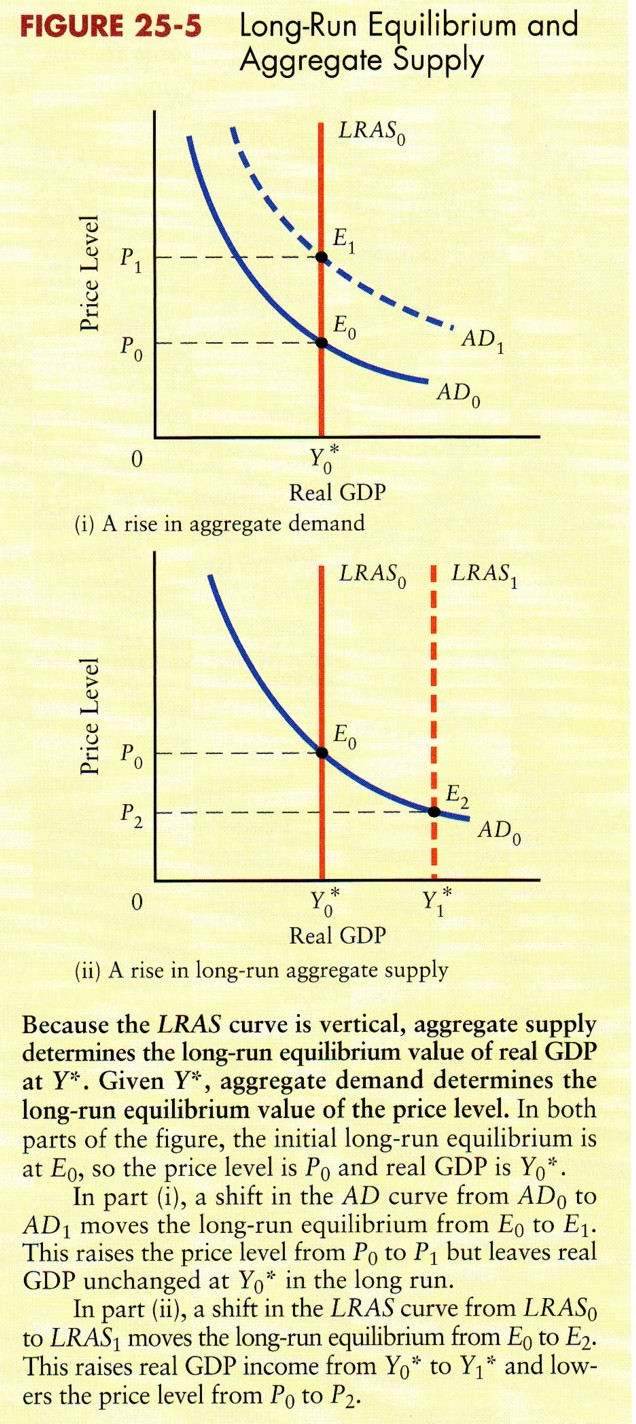 FIGURE 25-5 Long-Run Equilibrium and
Aggregate Supply
LRAS₀
Price Level
P₁
E₁
P₀
E₀
AD₁
AD₀
0
Y₀*
Real GDP
(i) A rise in aggregate demand
LRAS₀
LRAS₁
Price Level
P₀
E₀
P₂
E₂
AD₀
0
Y₀*
Y₁*
Real GDP
(ii) A rise in long-run aggregate supply
Because the LRAS curve is vertical, aggregate supply
determines the long-run equilibrium value of real GDP
at Y*. Given Y*, aggregate demand determines the
long-run equilibrium value of the price level. In both
parts of the figure, the initial long-run equilibrium is
at E₀, so the price level is P₀ and real GDP is Y₀*.
In part (i), a shift in the AD curve from AD₀ to
AD₁ moves the long-run equilibrium from E₀ to E₁.
This raises the price level from P₀ to P₁ but leaves real
GDP unchanged at Y₀* in the long run.
In part (ii), a shift in the LRAS curve from LRAS₀
to LRAS₁ moves the long-run equilibrium from E₀ to E₂.
This raises real GDP income from Y₀* to Y₁* and low-
ers the price level from P₀ to P₂.